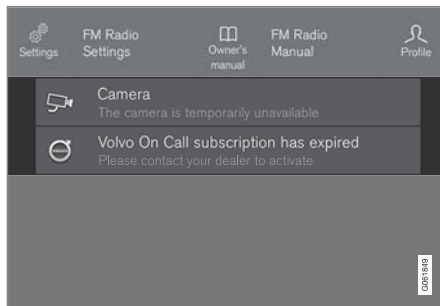 Settings
FM Radio
Settings
Owner's
manual
FM Radio
Manual
Profile
Camera
The camera is temporarily unavailable
VOLVO
Volvo On Call subscription has expired
Please contact your dealer to activate
G061849